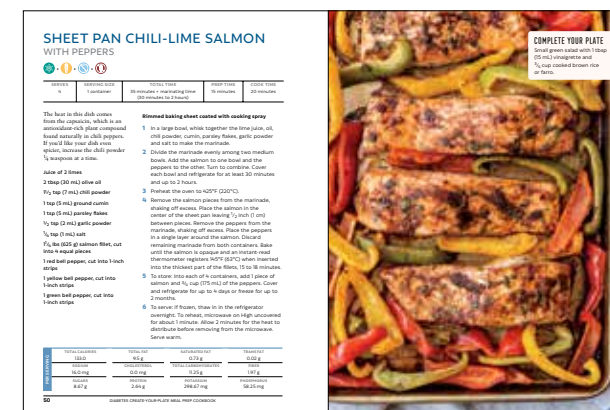 SHEET PAN CHILI-LIME SALMON
WITH PEPPERS
SERVES
4
SERVING SIZE
1 container
TOTAL TIME
35 minutes + marinating time
(30 minutes to 2 hours)
PREP TIME
15 minutes
COOK TIME
20 minutes
The heat in this dish comes
from the capsaicin, which is an
antioxidant-rich plant compound
found naturally in chili peppers.
If you'd like your dish even
spicier, increase the chili powder
1/4 teaspoon at a time.
Juice of 2 limes
2 tbsp (30 mL) olive oil
1 1/2 tsp (7 mL) chili powder
1 tsp (5 mL) ground cumin
1 tsp (5 mL) parsley flakes
1/2 tsp (2 mL) garlic powder
1/4 tsp (1 mL) salt
1 1/4 lbs (625 g) salmon fillet, cut
into 4 equal pieces
1 red bell pepper, cut into 1-inch
strips
1 yellow bell pepper, cut into
1-inch strips
1 green bell pepper, cut into
1-inch strips
Rimmed baking sheet coated with cooking spray
1 In a large bowl, whisk together the lime juice, oil,
chili powder, cumin, parsley flakes, garlic powder
and salt to make the marinade.
2 Divide the marinade evenly among two medium
bowls. Add the salmon to one bowl and the
peppers to the other. Turn to combine. Cover
each bowl and refrigerate for at least 30 minutes
and up to 2 hours.
3 Preheat the oven to 425°F (220°C).
4 Remove the salmon pieces from the marinade,
shaking off excess. Place the salmon in the
center of the sheet pan leaving 1/2 inch (1 cm)
between pieces. Remove the peppers from the
marinade, shaking off excess. Place the peppers
in a single layer around the salmon. Discard
remaining marinade from both containers. Bake
until the salmon is opaque and an instant-read
thermometer registers 145°F (63°C) when inserted
into the thickest part of the fillets, 15 to 18 minutes.
5 To store: Into each of 4 containers, add 1 piece of
salmon and 3/4 cup (175 mL) of the peppers. Cover
and refrigerate for up to 4 days or freeze for up to
2 months.
6 To serve: If frozen, thaw in in the refrigerator
overnight. To reheat, microwave on High uncovered
for about 1 minute. Allow 2 minutes for the heat to
distribute before removing from the microwave.
Serve warm.
PER SERVING
TOTAL CALORIES
TOTAL FAT
9.5 g
SATURATED FAT
0.73 g
TRANS FAT
0.02 g
SODIUM
16.0 mg
CHOLESTEROL
0.0 mg
TOTAL CARBOHYDRATES
11.25 g
FIBER
1.97 g
SUGARS
8.67 g
PROTEIN
2.69 g
POTASSIUM
298.67 mg
PHOSPHORUS
58.25 mg
50
DIABETES CREATE-YOUR-PLATE MEAL PREP COOKBOOK
COMPLETE YOUR PLATE
Small green salad with 1 tbsp
(15 mL) vinaigrette and
cup cooked brown rice
or farro.